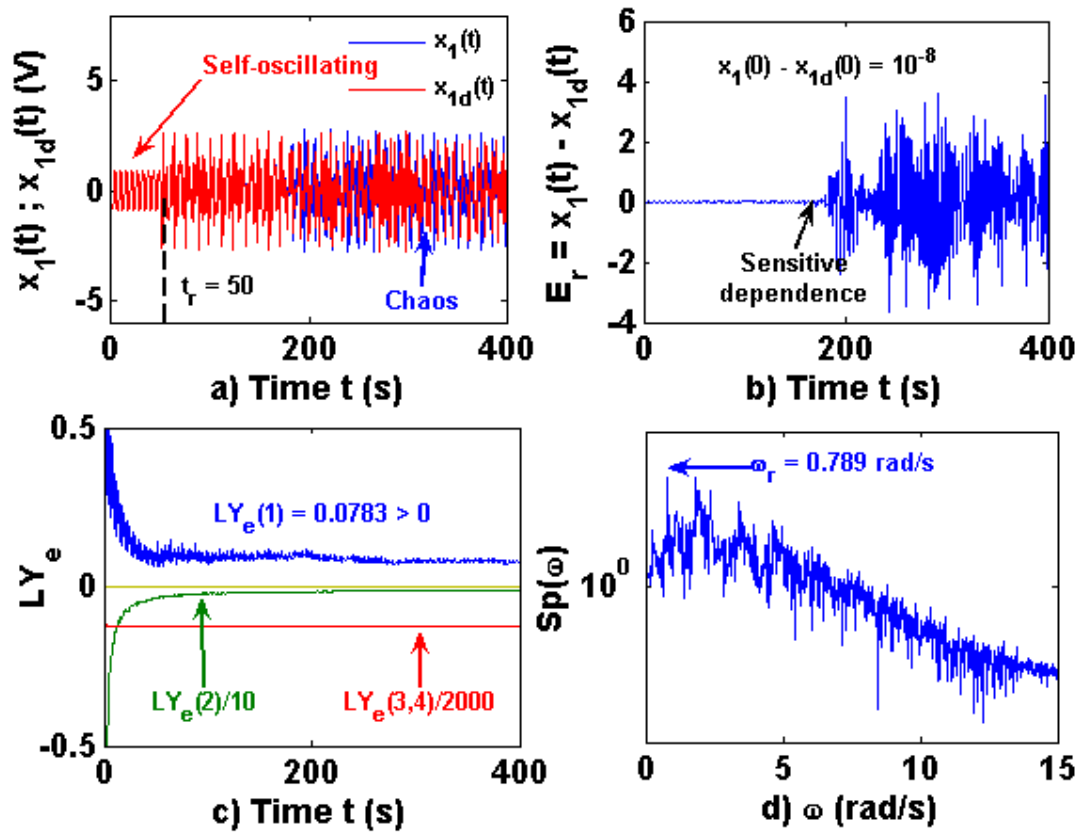 x₁(t) ; x₁d(t) (V)
5
0
-5
Self-oscillating
x₁(t)
x₁d(t)
tᵣ = 50
Chaos
0
200
400
a) Time t (s)
Eᵣ = x₁(t) - x₁d(t)
6
4
2
0
-2
-4
x₁(0) - x₁d(0) = 10⁻⁸
Sensitive
dependence
0
200
400
b) Time t (s)
LYₑ
0.5
0
-0.5
LYₑ(1) = 0.0783 > 0
LYₑ(2)/10
LYₑ(3,4)/2000
0
200
400
c) Time t (s)
Sp(ω)
10⁰
ωᵣ = 0.789 rad/s
0
5
10
15
d) ω (rad/s)